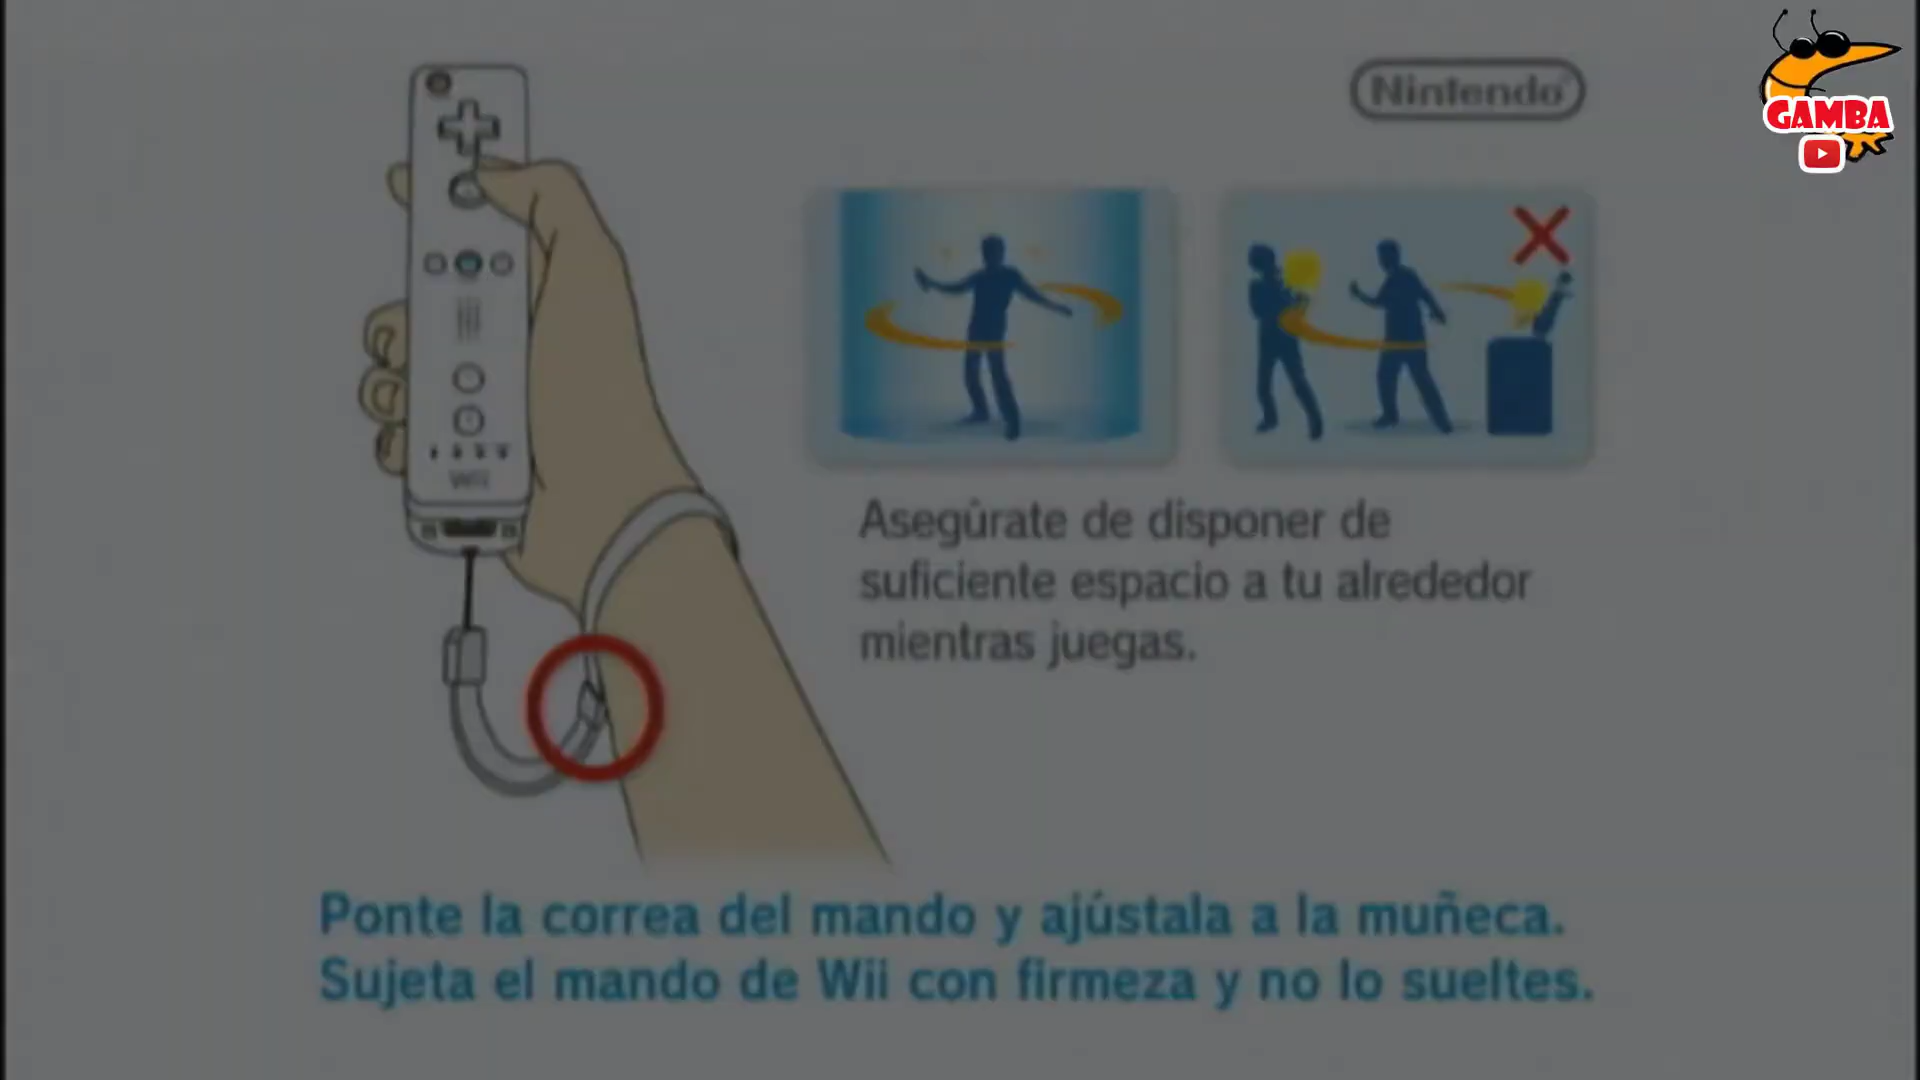 Nintendo
GAMBA
Wii
Asegúrate de disponer de
suficiente espacio a tu alrededor
mientras juegas.
Ponte la correa del mando y ajústala a la muñeca.
Sujeta el mando de Wii con firmeza y no lo sueltes.